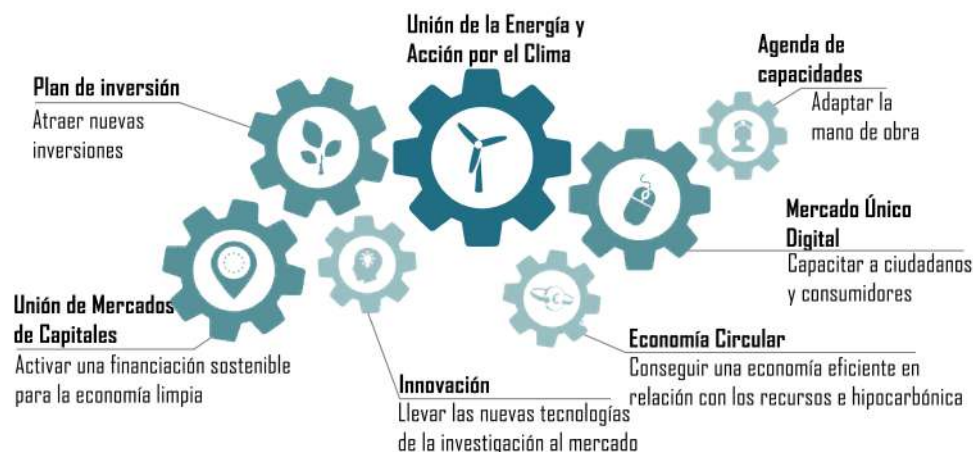 Unión de la Energía y
Acción por el Clima
Plan de inversión
Atraer nuevas
inversiones
Agenda de
capacidades
Adaptar la
mano de obra
Mercado Único
Digital
Capacitar a ciudadanos
y consumidores
Unión de Mercados
de Capitales
Activar una financiación sostenible
para la economía limpia
Innovación
Llevar las nuevas tecnologías
de la investigación al mercado
Economía Circular
Conseguir una economía eficiente en
relación con los recursos e hipocarbónica